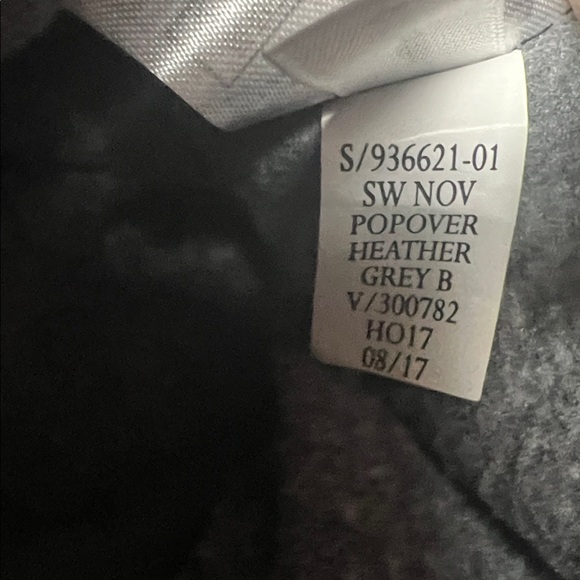 S/936621-01
SW NOV
POPOVER
HEATHER
GREY B
V/300782
HO17
08/17